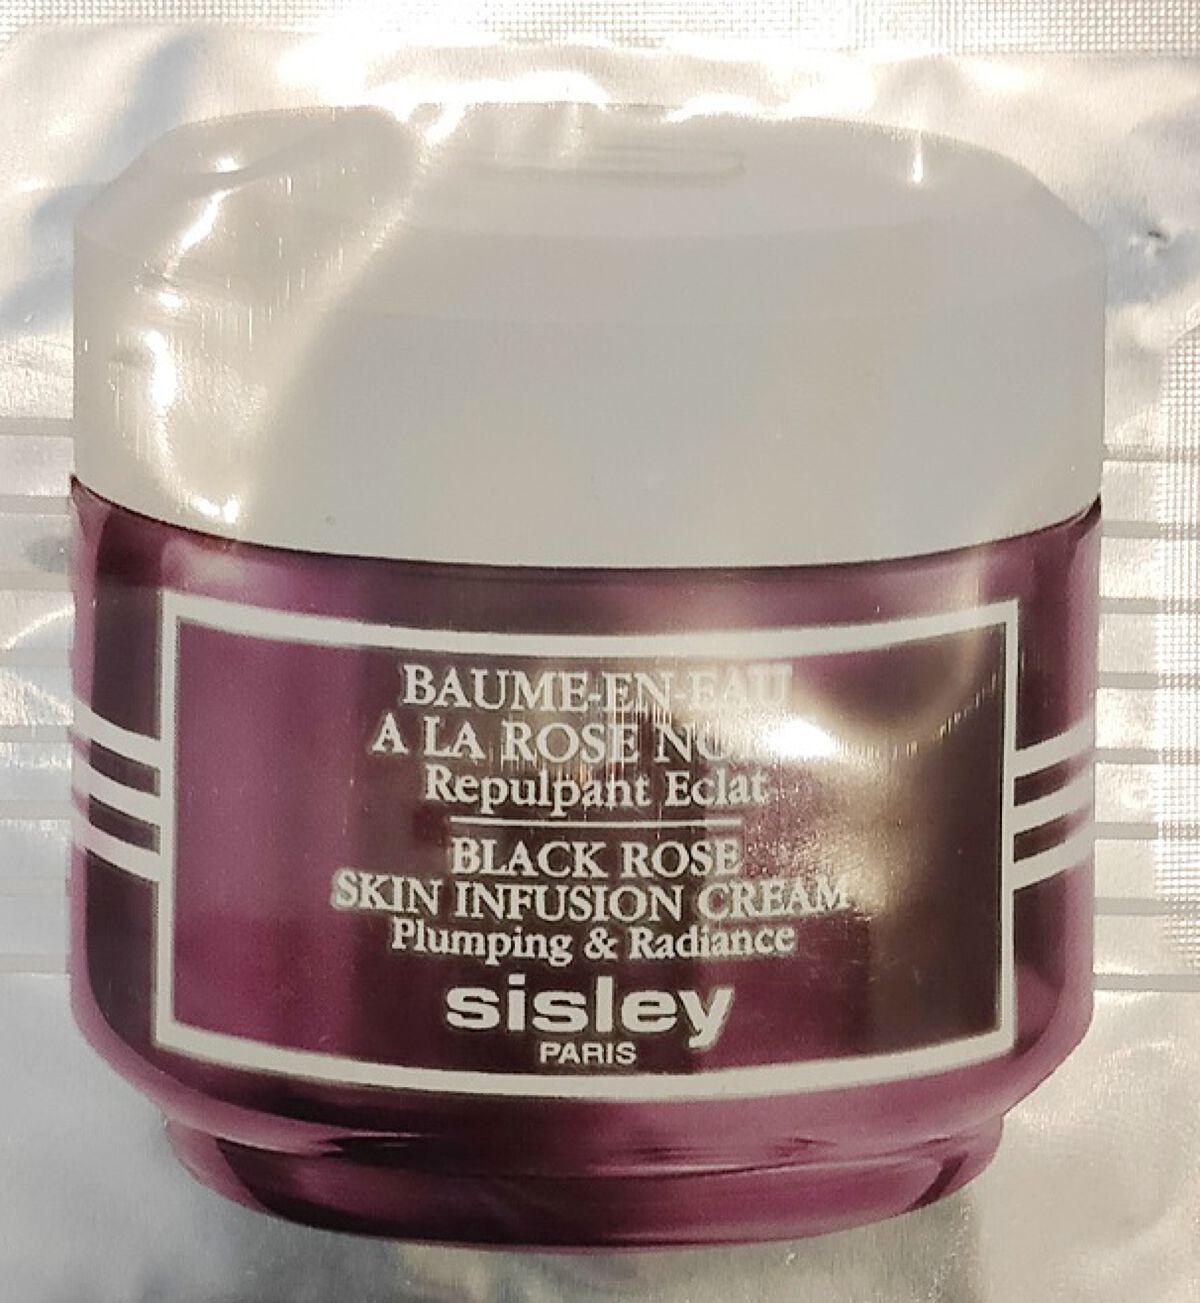 BAUME-EN-EAU
A LA ROSE
Repulpant Eclat
BLACK ROSE
SKIN INFUSION CREAM
Plumping & Radiance
sisley
PARIS